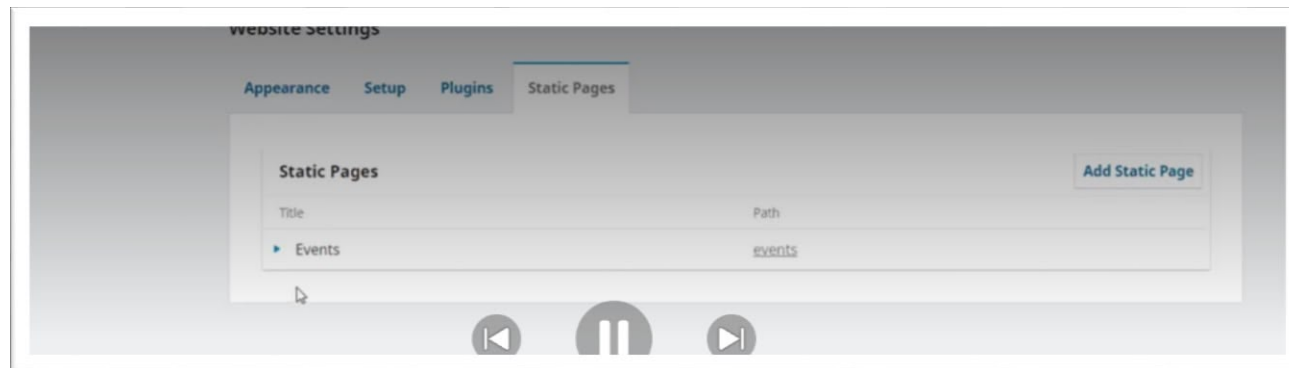 Website Settings
Appearance Setup Plugins Static Pages
Static Pages Add Static Page
Title Path
Events events